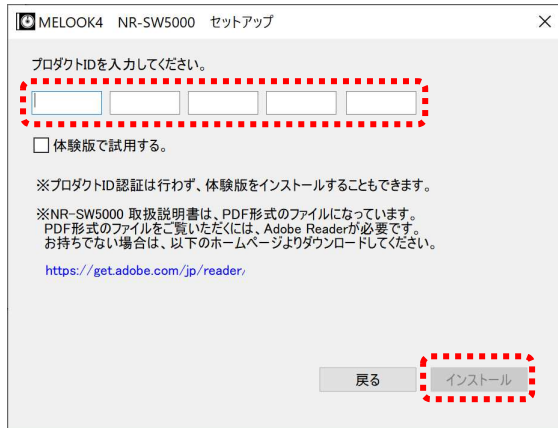 MELOOK4 NR-SW5000 セットアップ
プロダクトIDを入力してください。
体験版で試用する。
※プロダクトID認証は行わず、体験版をインストールすることもできます。
※NR-SW5000 取扱説明書は、PDF形式のファイルになっています。
PDF形式のファイルをご覧いただくには、Adobe Readerが必要です。
お持ちでない場合は、以下のホームページよりダウンロードしてください。
https://get.adobe.com/jp/reader/
戻る
インストール